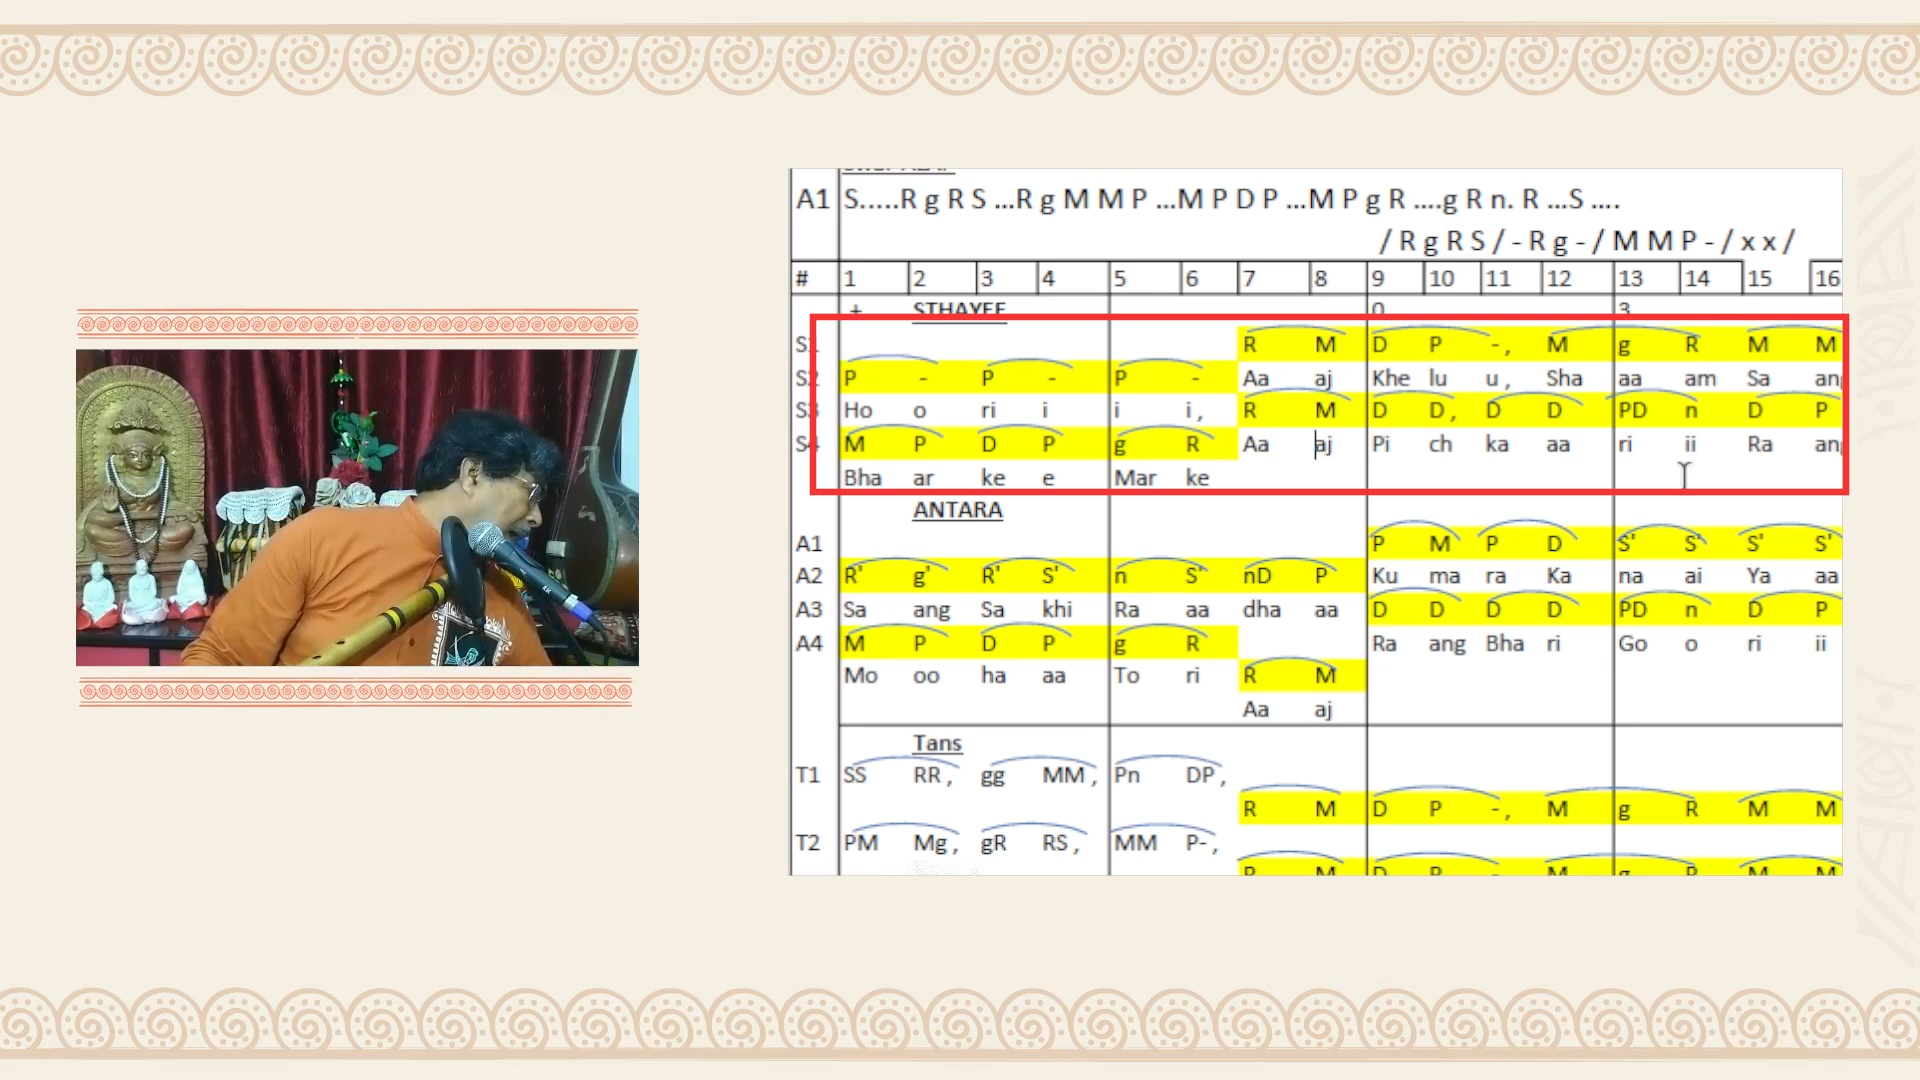 A1 S.....R g R S ...R g M M P ...M P D P ...M P g R ....g R n. R ...S ....
/ R g R S / - R g - / M M P - / x x /
# 1 2 3 4 5 6 7 8 9 10 11 12 13 14 15 16
+ STHAYEE 0 3
S1 R M D P - , M g R M M
S2 P - P - P - Aa aj Khe lu u , Sha aa am Sa ang
S3 Ho o ri i i i , R M D D , D D PD n D P
S4 M P D P g R Aa aj Pi ch ka aa ri ii Ra ang
Bha ar ke e Mar ke
ANTARA
A1 P M P D S' S' S' S'
A2 R' g' R' S' n S' nD P Ku ma ra Ka na ai Ya aa
A3 Sa ang Sa khi Ra aa dha aa D D D D PD n D P
A4 M P D P g R Ra ang Bha ri Go o ri ii
Mo oo ha aa To ri R M
Aa aj
Tans
T1 SS RR , gg MM , Pn DP ,
R M D P - , M g R M M
T2 PM Mg , gR RS , MM P- ,
R M D P - M g R M M